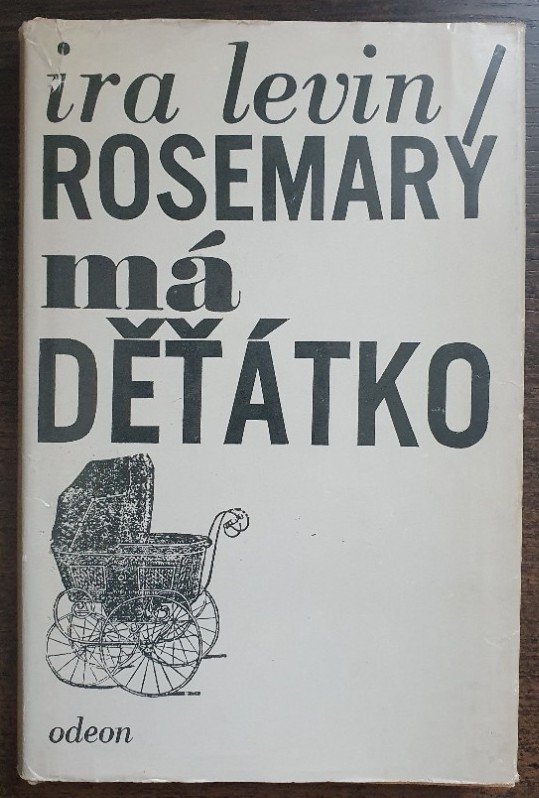 ira levin/
ROSEMARY
má
DĚŤÁTKO
odeon